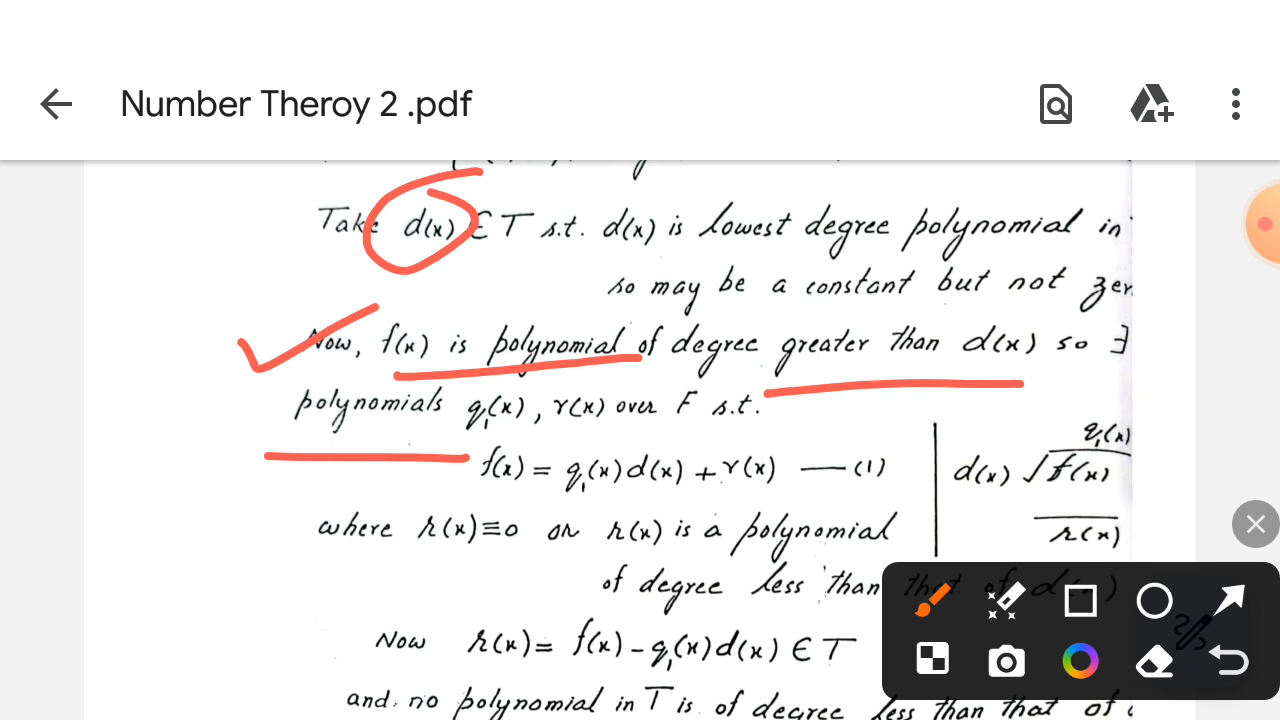 Number Theroy 2 .pdf
Take d(x) ∈ T s.t. d(x) is lowest degree polynomial in
so may be a constant but not
Now, f(x) is polynomial of degree greater than d(x) so ∃
polynomials q₁(x), r(x) over F s.t.
f(x) = q₁(x)d(x) + r(x) — (1)
q₁(x)
d(x) √f(x)
r(x)
where r(x) ≡ 0 or r(x) is a polynomial
of degree less than that of d(x)
Now r(x) = f(x) - q₁(x)d(x) ∈ T
and no polynomial in T is of degree less than that of